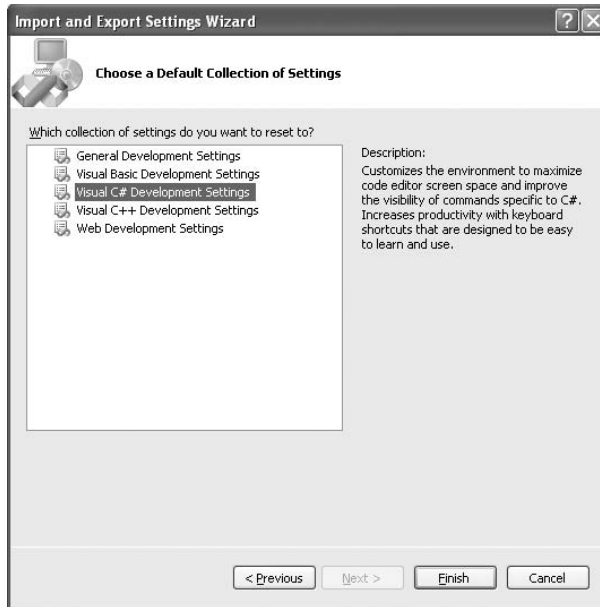 Import and Export Settings Wizard
Choose a Default Collection of Settings
Which collection of settings do you want to reset to?
General Development Settings
Visual Basic Development Settings
Visual C# Development Settings
Visual C++ Development Settings
Web Development Settings
Description:
Customizes the environment to maximize
code editor screen space and improve
the visibility of commands specific to C#.
Increases productivity with keyboard
shortcuts that are designed to be easy
to learn and use.
< Previous
Next >
Finish
Cancel